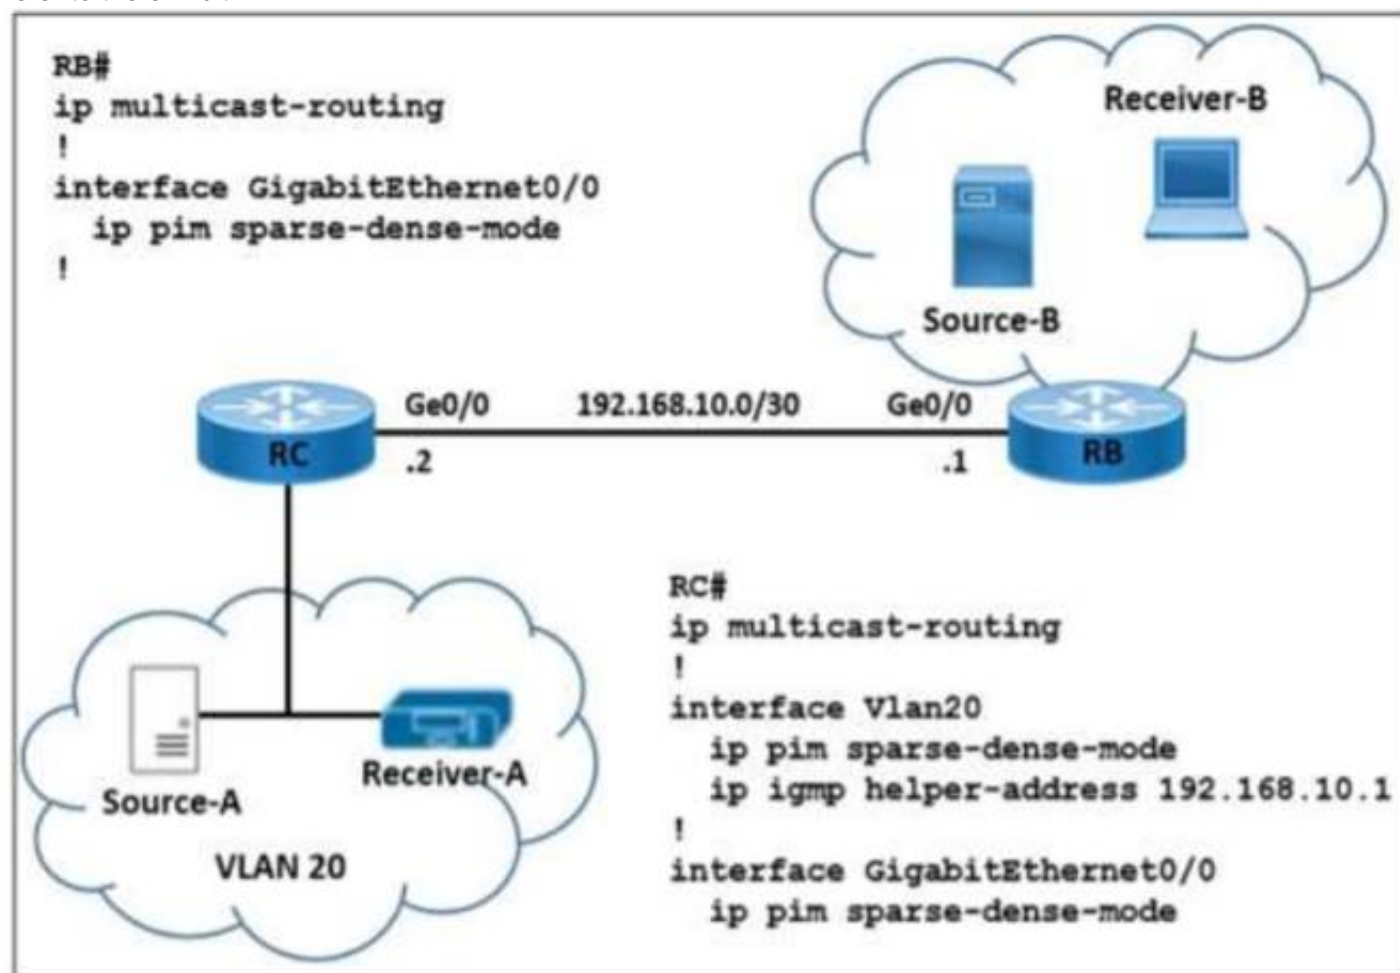 RB#
ip multicast-routing
!
interface GigabitEthernet0/0
ip pim sparse-dense-mode
!
Receiver-B
Source-B
Ge0/0 192.168.10.0/30 Ge0/0
RC .2 .1 RB
RC#
ip multicast-routing
!
interface Vlan20
ip pim sparse-dense-mode
ip igmp helper-address 192.168.10.1
!
interface GigabitEthernet0/0
ip pim sparse-dense-mode
Receiver-A
Source-A
VLAN 20